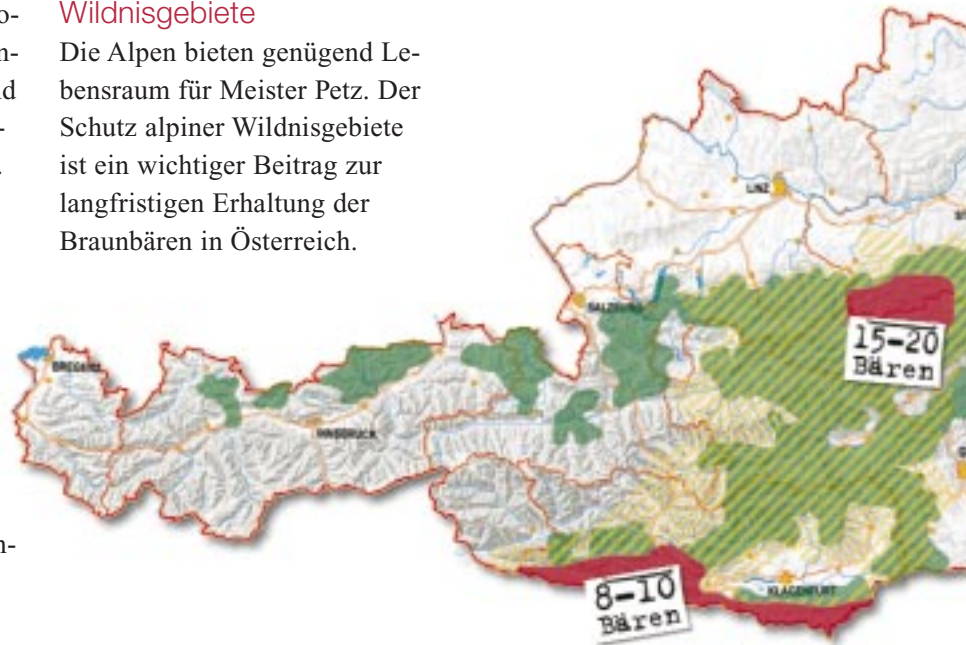 o-
n-
d
-
.
n-
Wildnisgebiete
Die Alpen bieten genügend Le-
bensraum für Meister Petz. Der
Schutz alpiner Wildnisgebiete
ist ein wichtiger Beitrag zur
langfristigen Erhaltung der
Braunbären in Österreich.
LINZ
SALZBURG
BREGENZ
INNSBRUCK
15-20
Bären
8-10
Bären
KLAGENFURT